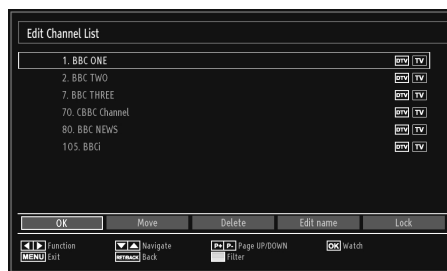 Edit Channel List
1. BBC ONE DTV TV
2. BBC TWO DTV TV
7. BBC THREE DTV TV
70. CBBC Channel DTV TV
80. BBC NEWS DTV TV
105. BBCi DTV TV
OK Move Delete Edit name Lock
Function Navigate P+ P- Page UP/DOWN OK Watch
MENU Exit RET/BACK Back Filter